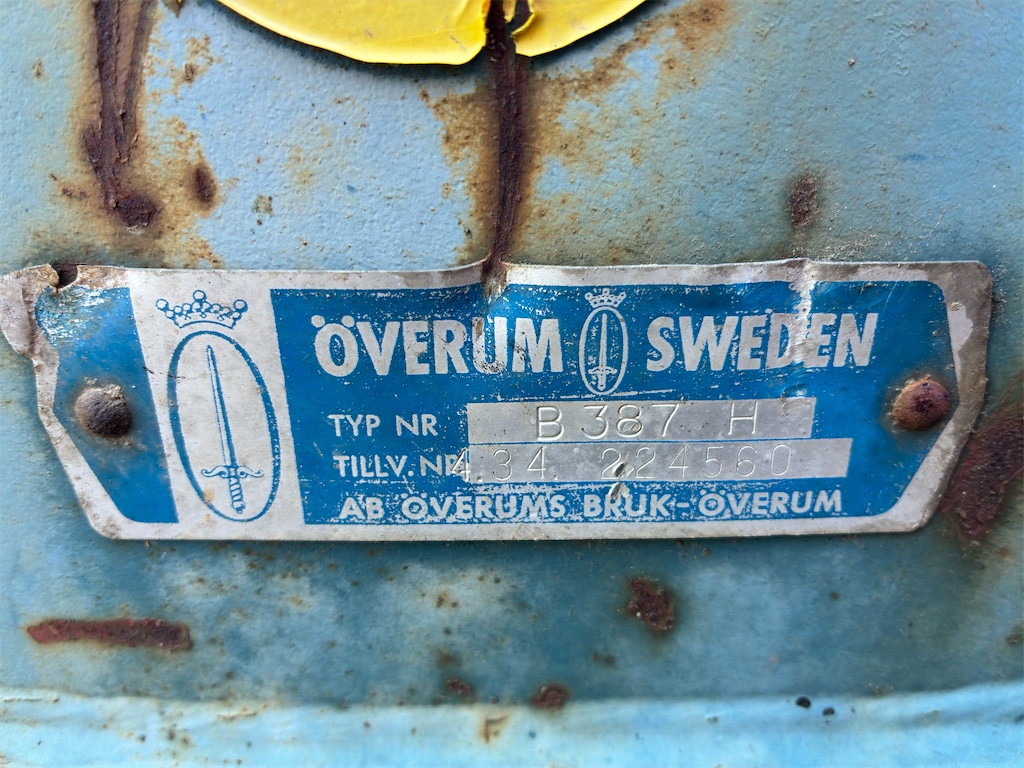 ÖVERUM SWEDEN
TYP NR B 387 H
TILLV. NR 434 224560
AB ÖVERUMS BRUK-ÖVERUM